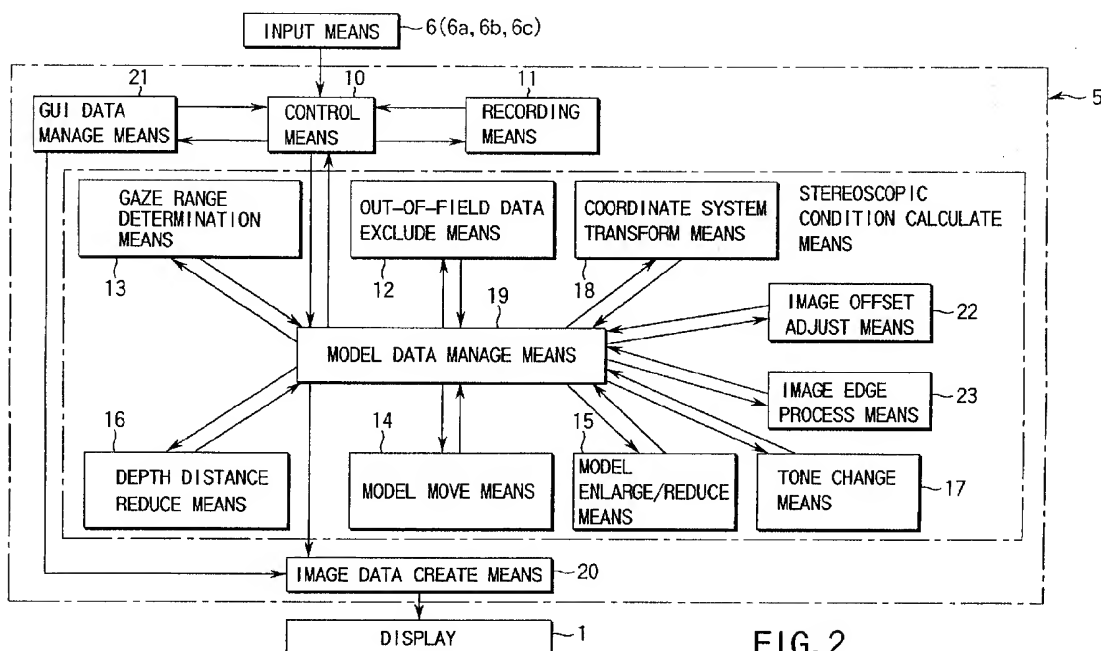 INPUT MEANS
6(6a, 6b, 6c)
5
21
GUI DATA
MANAGE MEANS
10
CONTROL
MEANS
11
RECORDING
MEANS
GAZE RANGE
DETERMINATION
MEANS
13
OUT-OF-FIELD DATA
EXCLUDE MEANS
12
COORDINATE SYSTEM
TRANSFORM MEANS
18
STEREOSCOPIC
CONDITION CALCULATE
MEANS
19
MODEL DATA MANAGE MEANS
IMAGE OFFSET
ADJUST MEANS
22
IMAGE EDGE
PROCESS MEANS
23
16
DEPTH DISTANCE
REDUCE MEANS
14
MODEL MOVE MEANS
15
MODEL
ENLARGE/REDUCE
MEANS
TONE CHANGE
MEANS
17
IMAGE DATA CREATE MEANS
20
DISPLAY
1
FIG. 2